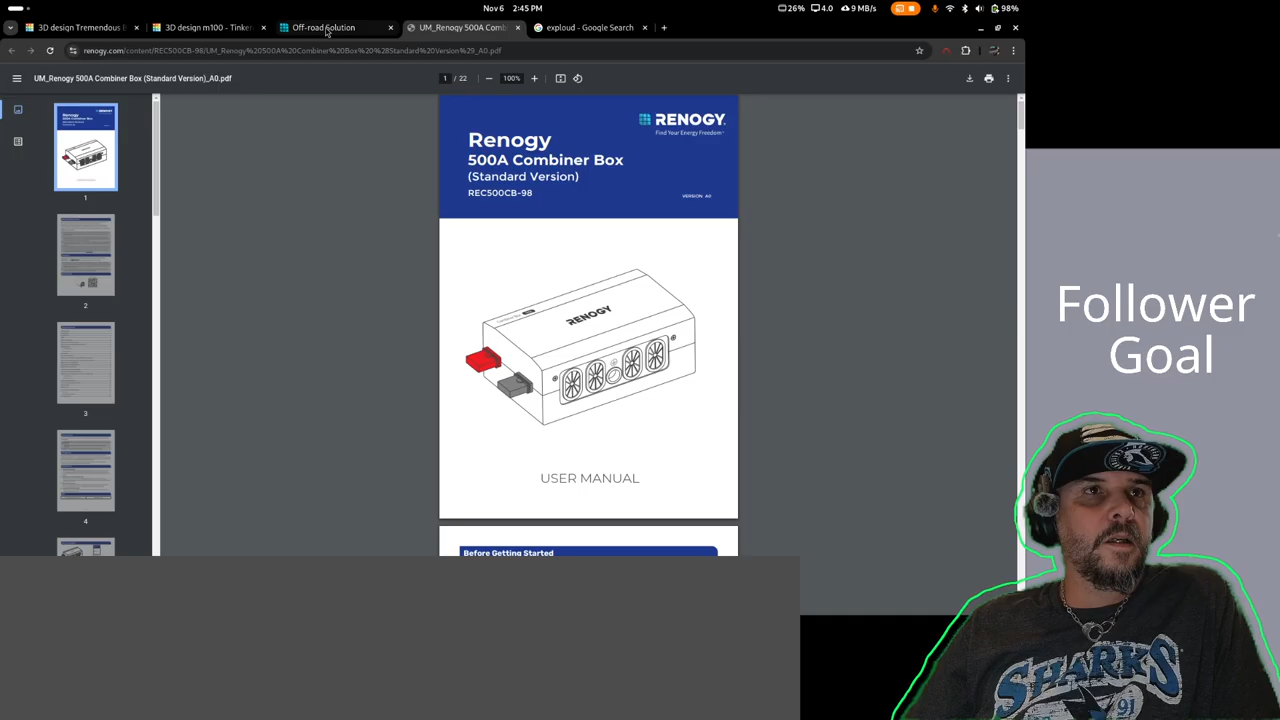 Nov 6 2:45 PM
26% 4.0 9 MB/s 98%
3D design Tremendous B
3D design m100 - Tinker
Off-road Solution
UM_Renogy 500A Combi
exploud - Google Search
renogy.com/content/REC500CB-98/UM_Renogy%20500A%20Combiner%20Box%20%28Standard%20Version%29_A0.pdf
UM_Renogy 500A Combiner Box (Standard Version)_A0.pdf
1 / 22
100%
RENOGY
Find Your Energy Freedom
Renogy
500A Combiner Box
(Standard Version)
REC500CB-98
VERSION A0
RENOGY
USER MANUAL
Before Getting Started
1
2
3
4
Follower
Goal
SHARKS
91